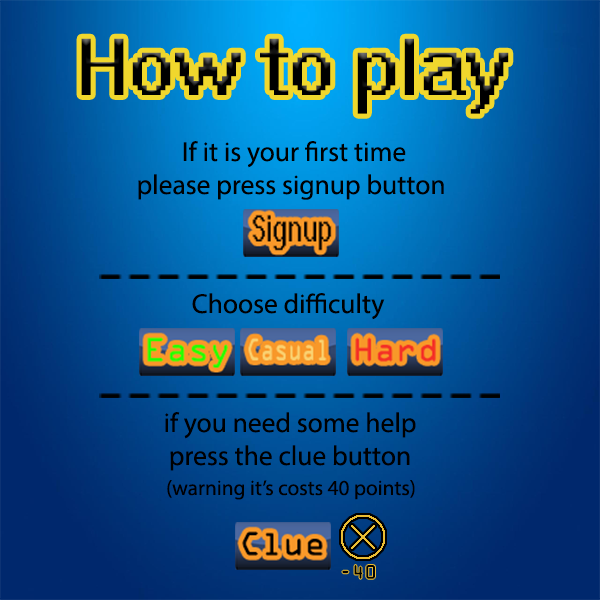 How to play
If it is your first time
please press signup button
Signup
Choose difficulty
Easy Casual Hard
if you need some help
press the clue button
(warning it's costs 40 points)
Clue
-40